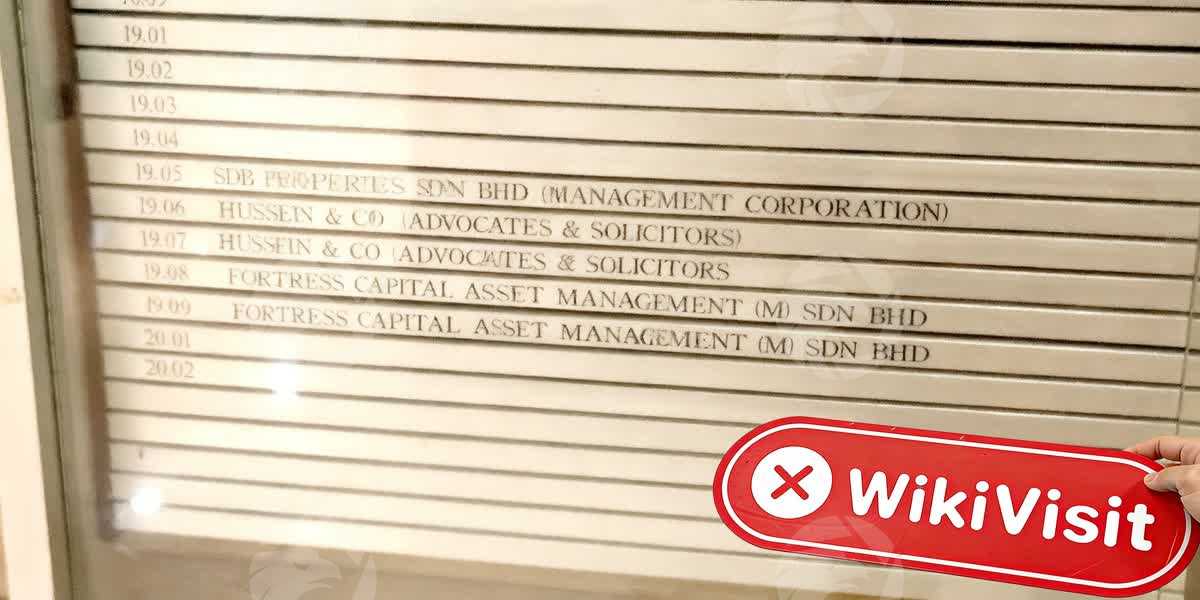 19.01
19.02
19.03
19.04
19.05 SDB PROPERTIES SDN BHD (MANAGEMENT CORPORATION)
19.06 HUSSEIN & CO (ADVOCATES & SOLICITORS)
19.07 HUSSEIN & CO (ADVOCATES & SOLICITORS
19.08 FORTRESS CAPITAL ASSET MANAGEMENT (M) SDN BHD
19.09 FORTRESS CAPITAL ASSET MANAGEMENT (M) SDN BHD
20.01
20.02
WikiVisit